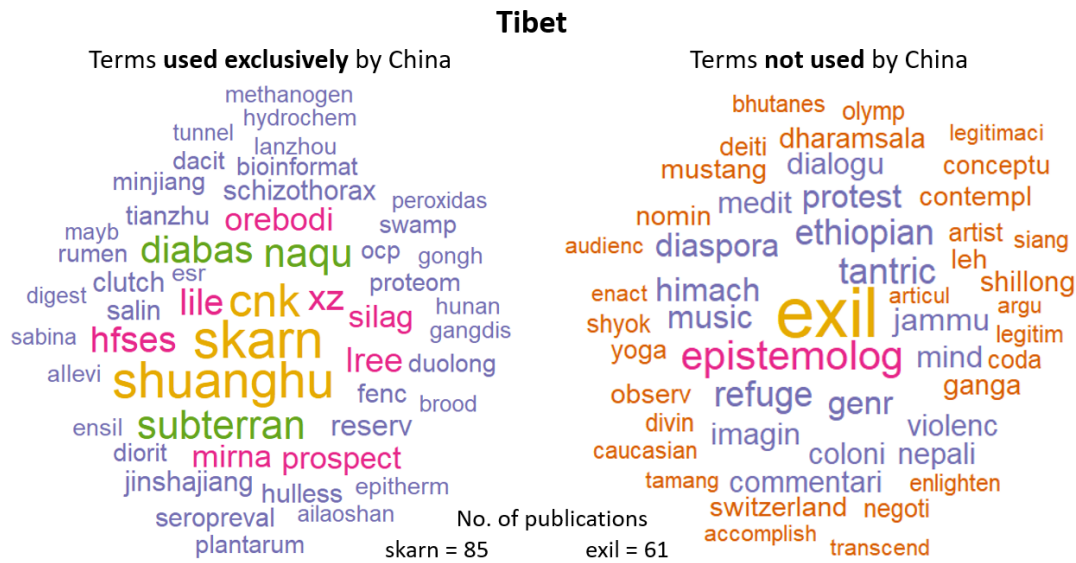 Tibet
Terms used exclusively by China
methanogen
hydrochem
tunnel
lanzhou
dacit bioinformat
minjiang schizothorax
peroxidas
tianzhu orebodi
swamp
mayb
rumen diabas naqu ocp gongh
esr
clutch proteom
digest salin lile cnk xz hunan
silag
sabina hfses skarn gangdis
lree duolong
allevi shuanghu fenc
brood
ensil subterran reserv
diorit mirna prospect
jinshajiang hulless epitherm
seropreval ailaoshan
plantarum
Terms not used by China
bhutanes olymp
deiti dharamsala legitimaci
mustang dialogu conceptu
medit protest contempl
nomin
audienc diaspora ethiopian artist siang
leh
tantric shillong
enact himach exil articul argu
shyok music jammu legitim
yoga epistemolog mind coda
ganga
observ refuge genr
divin imagin violenc
caucasian coloni nepali
tamang commentari enlighten
switzerland negoti
accomplish transcend
No. of publications
skarn = 85 exil = 61